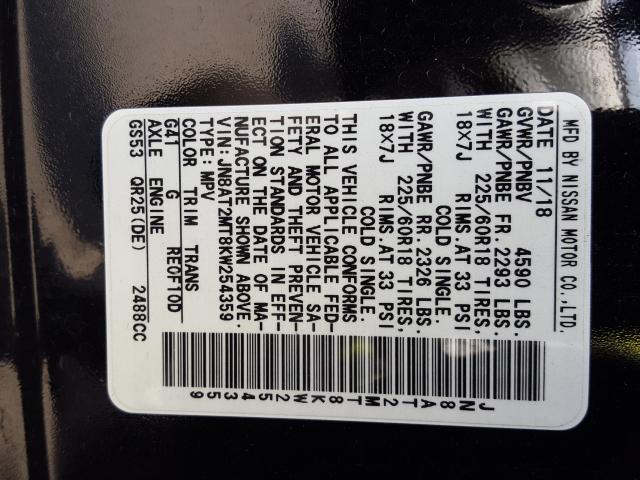 MFD BY NISSAN MOTOR CO.,LTD.
DATE 11/18
GVWR/PNBV 4590 LBS.
GAWR/PNBE FR. 2293 LBS.
WITH 225/60R18 TIRES,
18X7J RIMS.AT 33 PSI
COLD SINGLE.
GAWR/PNBE RR. 2326 LBS.
WITH 225/60R18 TIRES,
18X7J RIMS.AT 33 PSI
COLD SINGLE.
THIS VEHICLE CONFORMS
TO ALL APPLICABLE FED-
ERAL MOTOR VEHICLE SA-
FETY AND THEFT PREVEN-
TION STANDARDS IN EFF-
ECT ON THE DATE OF MA-
NUFACTURE SHOWN ABOVE.
VIN: JN8AT2MT8KW254359
TYPE: MPV
COLOR TRIM TRANS
G41 G REOF10D
AXLE ENGINE
GS53 QR25(DE) 2488CC
JN8AT2MT8KW254359